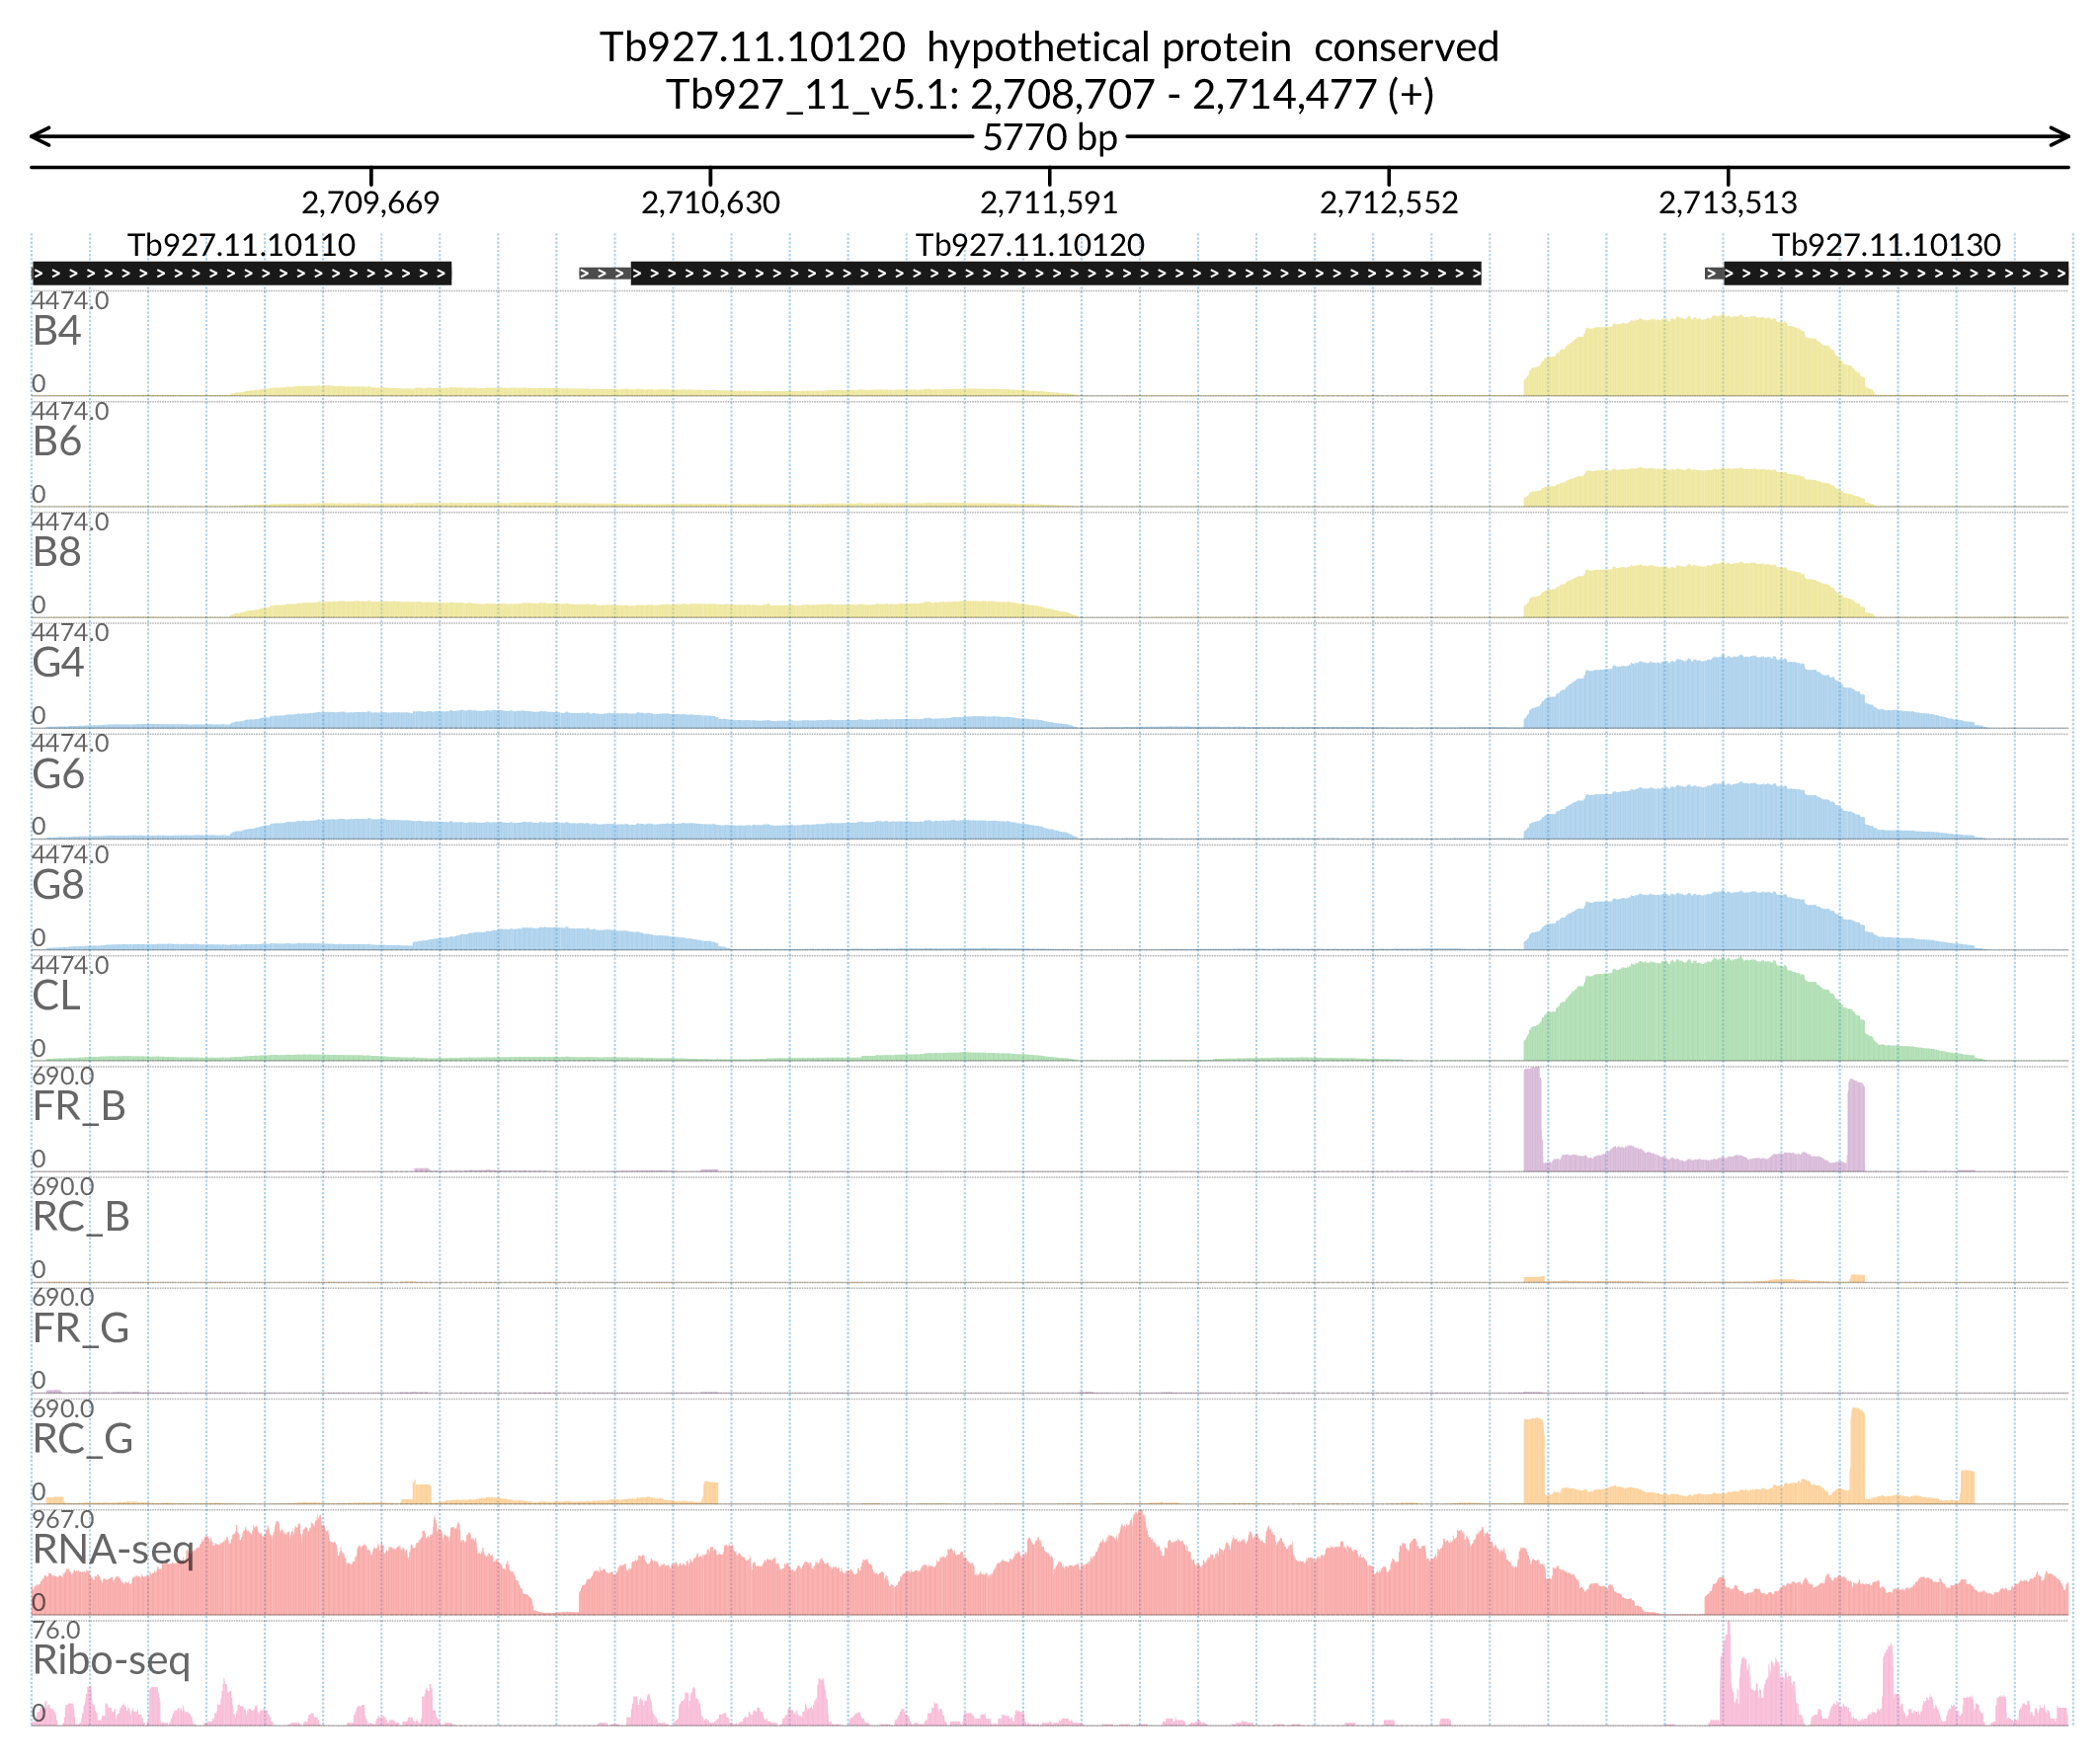 Tb927.11.10120 hypothetical protein conserved
Tb927_11_v5.1: 2,708,707 - 2,714,477 (+)
5770 bp
2,709,669 2,710,630 2,711,591 2,712,552 2,713,513
Tb927.11.10110 Tb927.11.10120 Tb927.11.10130
4474.0
B4
0
4474.0
B6
0
4474.0
B8
0
4474.0
G4
0
4474.0
G6
0
4474.0
G8
0
4474.0
CL
0
690.0
FR_B
0
690.0
RC_B
0
690.0
FR_G
0
690.0
RC_G
0
967.0
RNA-seq
0
76.0
Ribo-seq
0